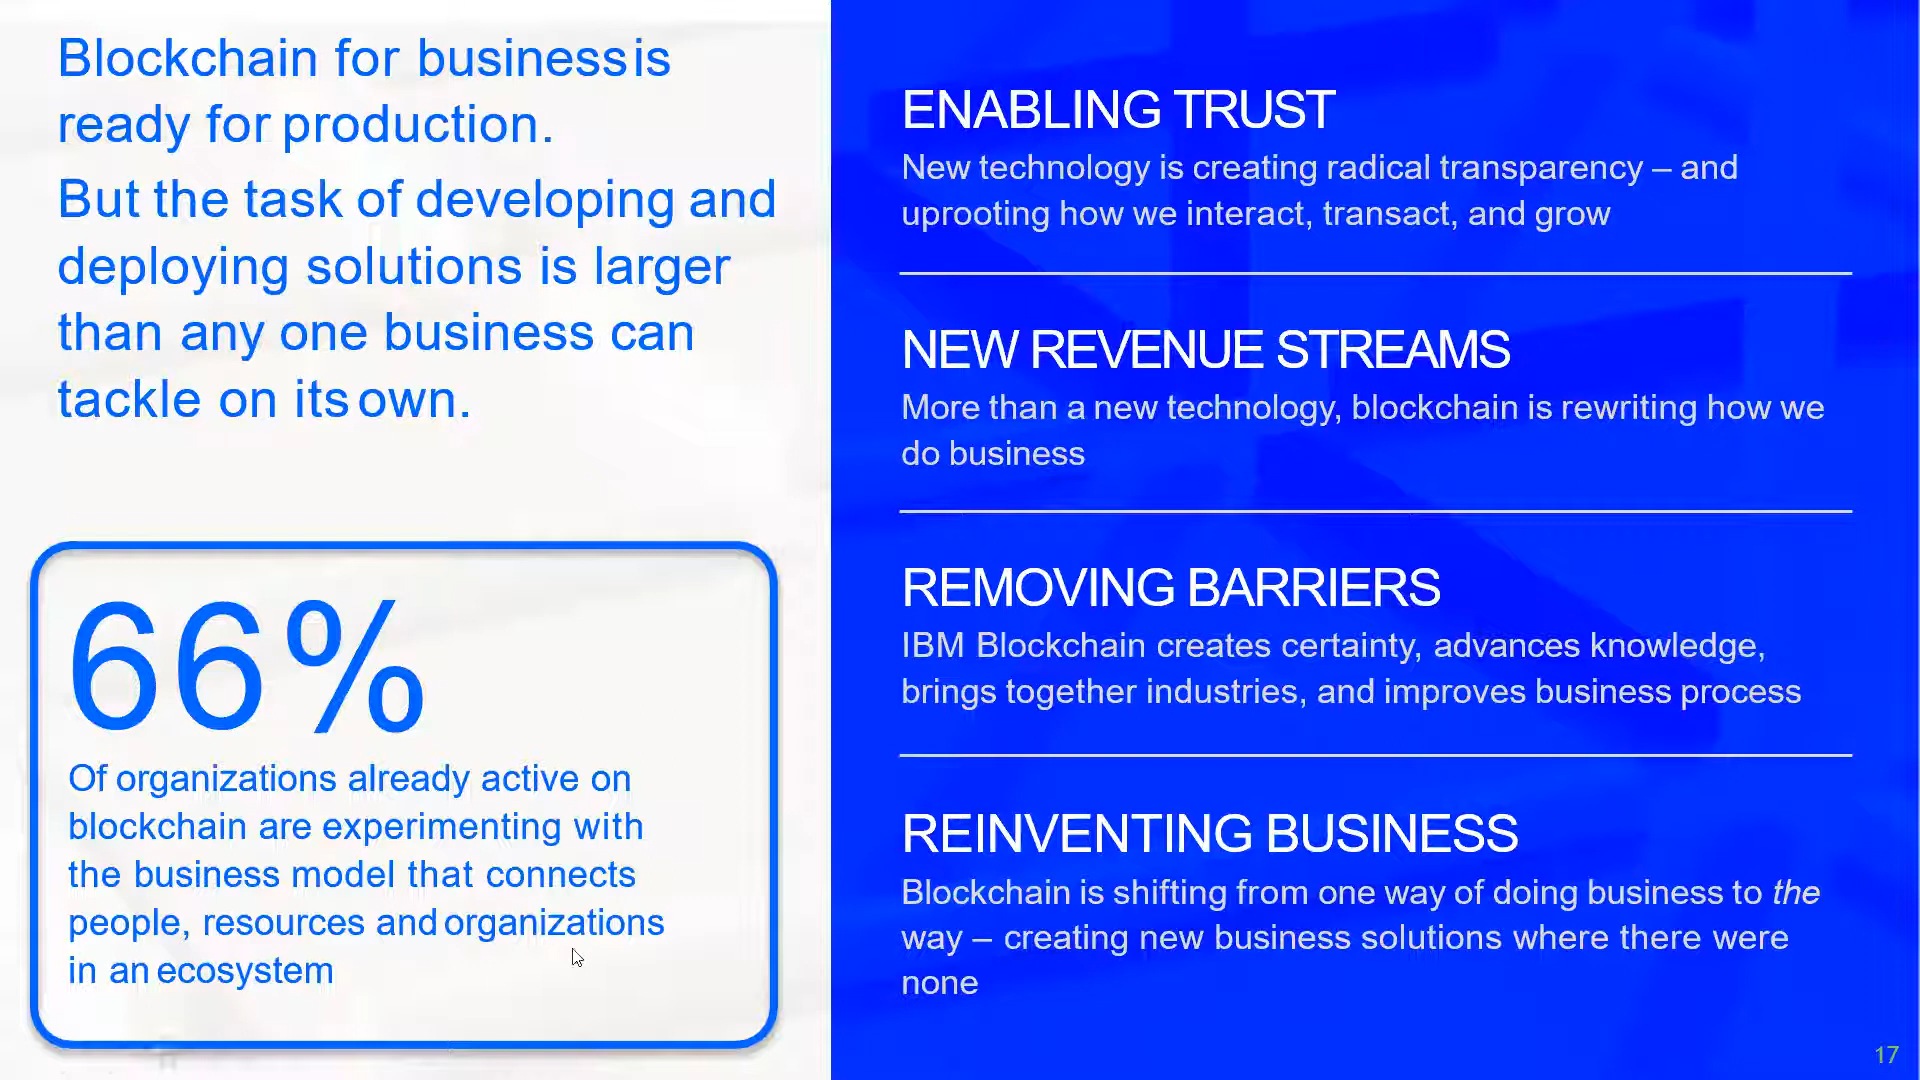 Blockchain for business is
ready for production.
But the task of developing and
deploying solutions is larger
than any one business can
tackle on its own.
66%
Of organizations already active on
blockchain are experimenting with
the business model that connects
people, resources and organizations
in an ecosystem
ENABLING TRUST
New technology is creating radical transparency – and
uprooting how we interact, transact, and grow
NEW REVENUE STREAMS
More than a new technology, blockchain is rewriting how we
do business
REMOVING BARRIERS
IBM Blockchain creates certainty, advances knowledge,
brings together industries, and improves business process
REINVENTING BUSINESS
Blockchain is shifting from one way of doing business to the
way – creating new business solutions where there were
none
17